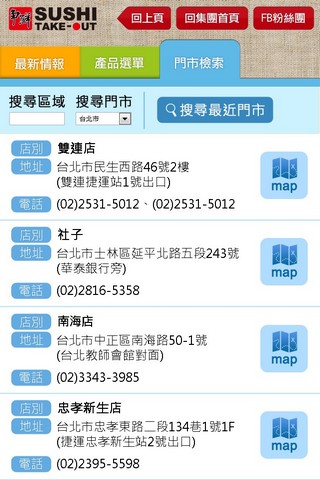 爭鮮 SUSHI TAKE-OUT
回上頁 回集團首頁 FB粉絲團
最新情報 產品選單 門市檢索
搜尋區域 搜尋門市
台北市
搜尋最近門市
店別 雙連店
地址 台北市民生西路46號2樓
(雙連捷運站1號出口)
map
電話 (02)2531-5012、(02)2531-5012
店別 社子
地址 台北市士林區延平北路五段243號
(華泰銀行旁)
map
電話 (02)2816-5358
店別 南海店
地址 台北市中正區南海路50-1號
(台北教師會館對面)
map
電話 (02)3343-3985
店別 忠孝新生店
地址 台北市忠孝東路二段134巷1號1F
(捷運忠孝新生站2號出口)
map
電話 (02)2395-5598